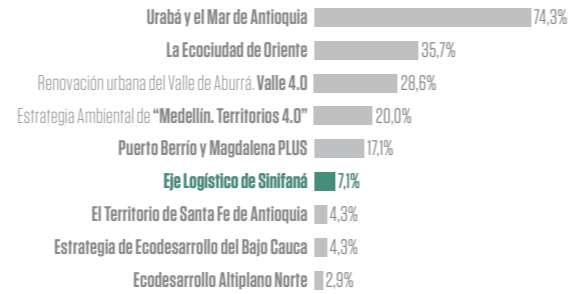 Urabá y el Mar de Antioquia 74,3%
La Ecociudad de Oriente 35,7%
Renovación urbana del Valle de Aburrá. Valle 4.0 28,6%
Estrategia Ambiental de “Medellín. Territorios 4.0” 20,0%
Puerto Berrío y Magdalena PLUS 17,1%
Eje Logístico de Sinifaná 7,1%
El Territorio de Santa Fe de Antioquia 4,3%
Estrategia de Ecodesarrollo del Bajo Cauca 4,3%
Ecodesarrollo Altiplano Norte 2,9%